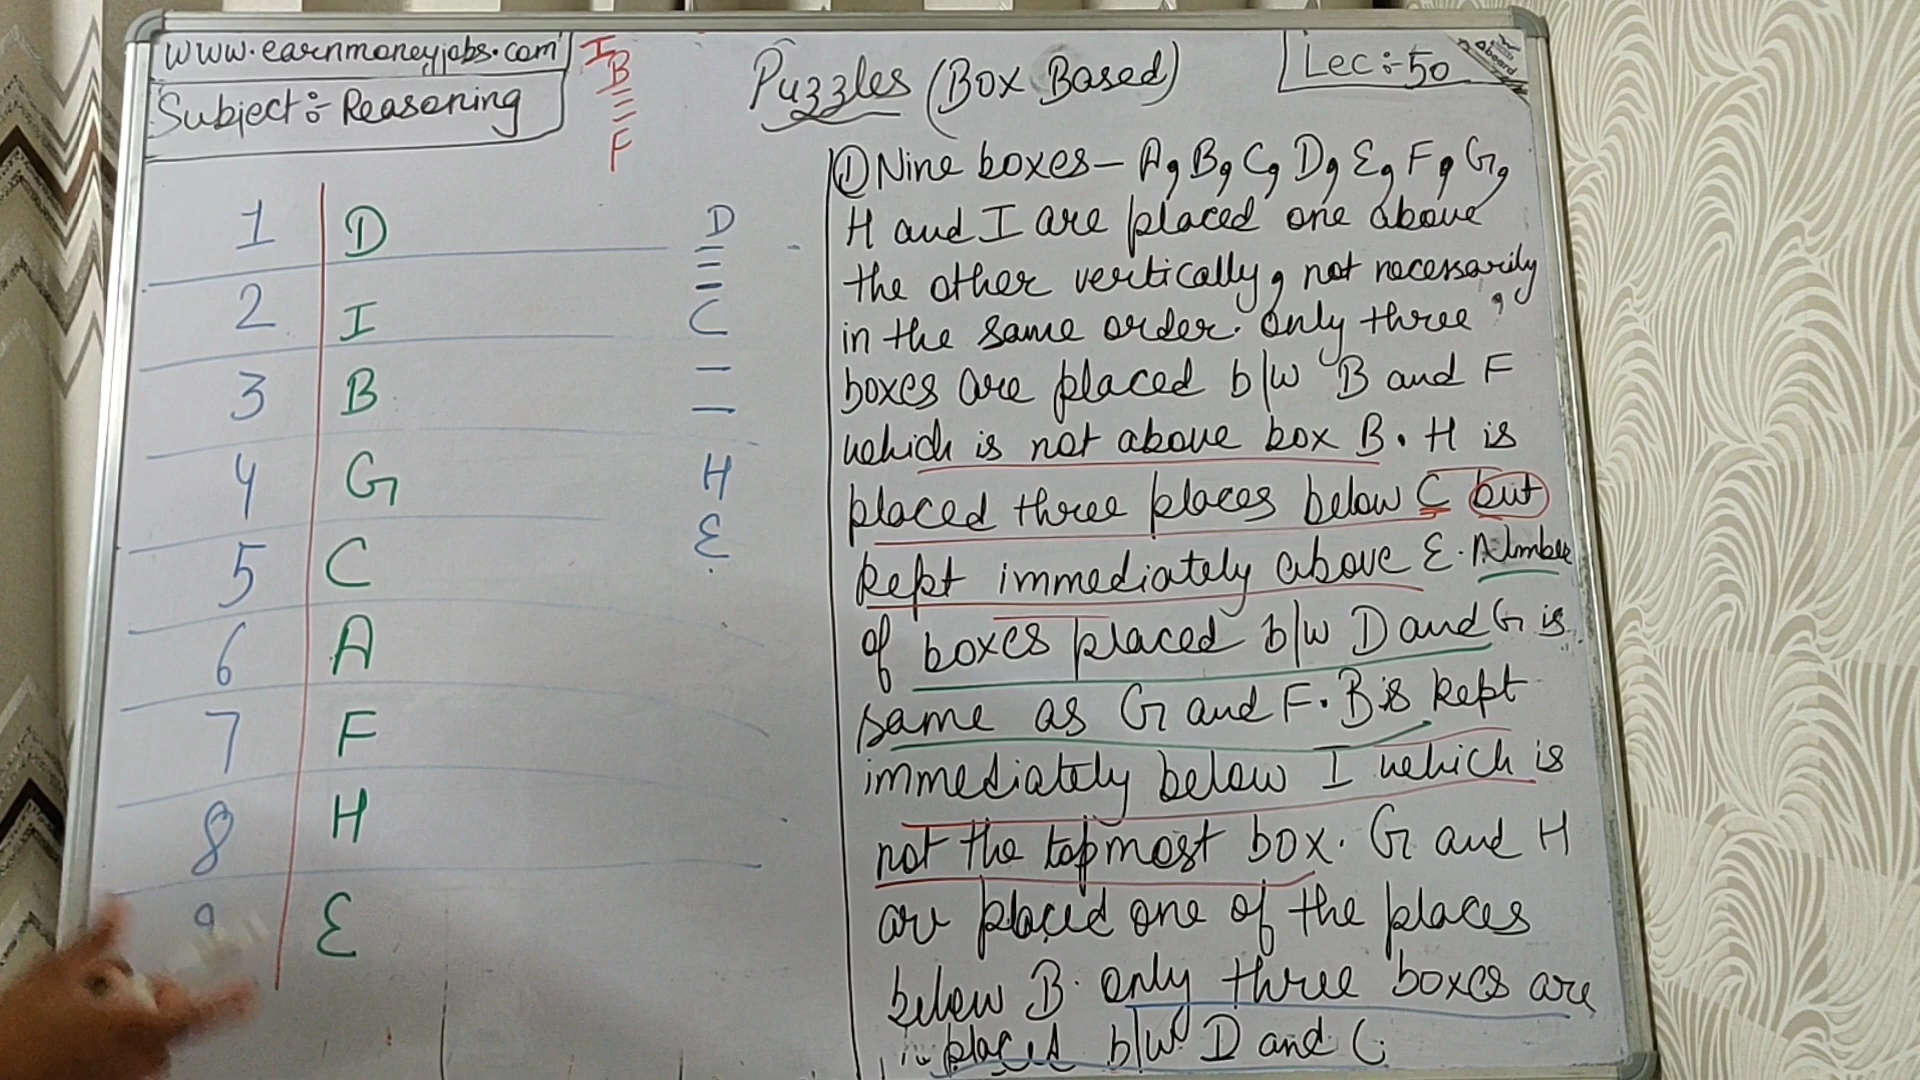 www.earnmoneyjobs.com
Subject:- Reasoning
I
B
F
Puzzles (Box Based)
Lec:-50
1 D
2 I
3 B
4 G
5 C
6 A
7 F
8 H
9 E
D
C
H
E
① Nine boxes- A, B, C, D, E, F, G,
H and I are placed one above
the other vertically, not necessarily
in the same order. Only three
boxes are placed b/w B and F
which is not above box B. H is
placed three places below C but
kept immediately above E. Number
of boxes placed b/w D and G is
same as G and F. B is kept
immediately below I which is
not the topmost box. G and H
are placed one of the places
below B. only three boxes are
placed b/w D and C.